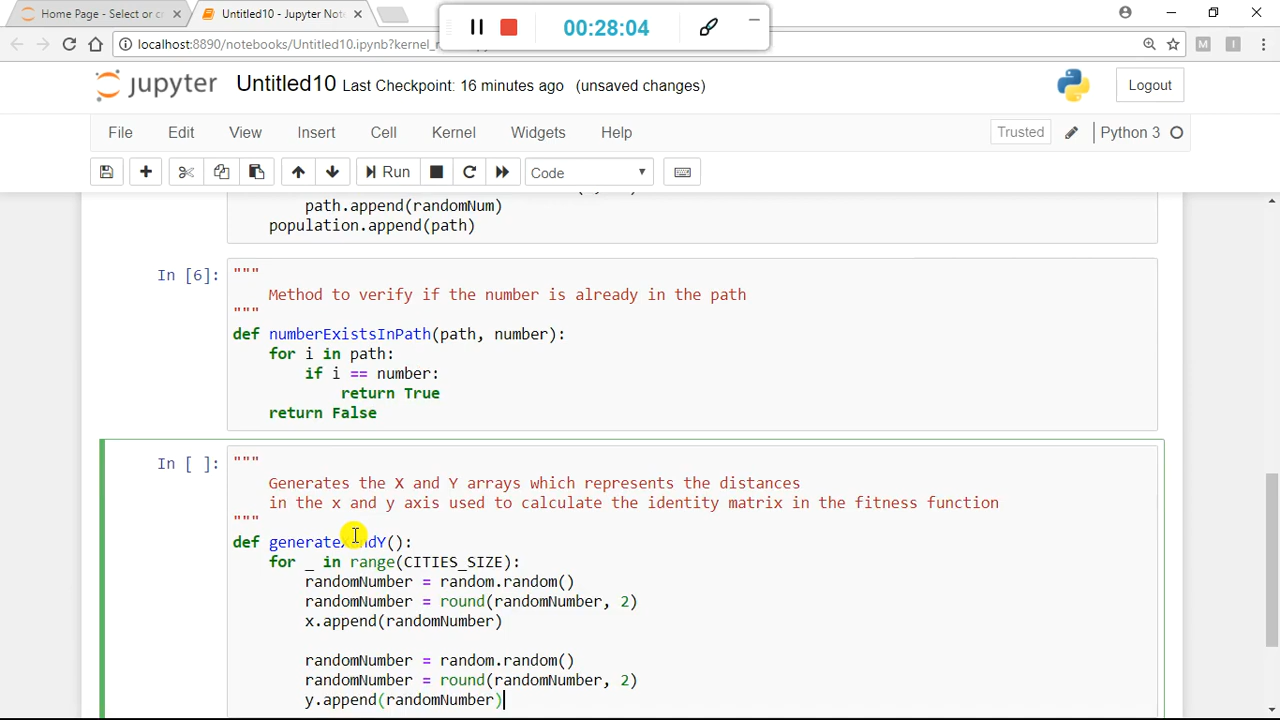 Home Page - Select or c
Untitled10 - Jupyter Not
00:28:04
localhost:8890/notebooks/Untitled10.ipynb?kernel_
M
I
jupyter
Untitled10 Last Checkpoint: 16 minutes ago (unsaved changes)
Logout
File Edit View Insert Cell Kernel Widgets Help
Trusted
Python 3
Run
Code
path.append(randomNum)
population.append(path)
In [6]:
"""
Method to verify if the number is already in the path
"""
def numberExistsInPath(path, number):
for i in path:
if i == number:
return True
return False
In [ ]:
"""
Generates the X and Y arrays which represents the distances
in the x and y axis used to calculate the identity matrix in the fitness function
"""
def generate ndY():
for _ in range(CITIES_SIZE):
randomNumber = random.random()
randomNumber = round(randomNumber, 2)
x.append(randomNumber)
randomNumber = random.random()
randomNumber = round(randomNumber, 2)
y.append(randomNumber)